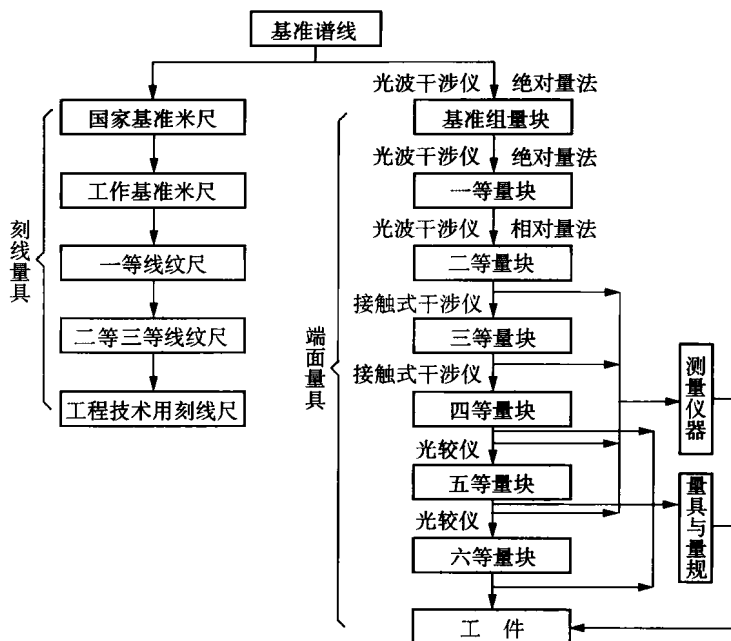 基准谱线
光波干涉仪 绝对量法
国家基准米尺
基准组量块
光波干涉仪 绝对量法
工作基准米尺
一等量块
光波干涉仪 相对量法
刻线量具
一等线纹尺
二等量块
接触式干涉仪
二等三等线纹尺
端面量具
三等量块
接触式干涉仪
测量仪器
工程技术用刻线尺
四等量块
光较仪
五等量块
量具与量规
光较仪
六等量块
工 件